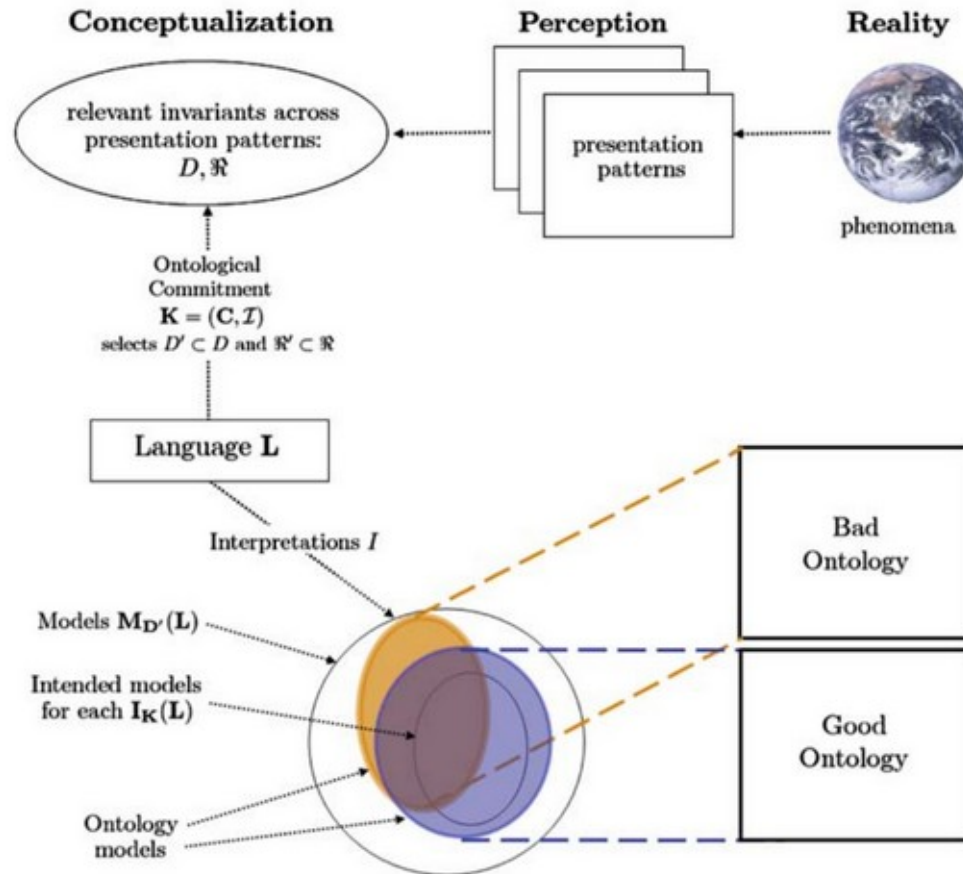 Conceptualization
Perception
Reality
relevant invariants across
presentation patterns:
D, ℜ
presentation
patterns
phenomena
Ontological
Commitment
K = (C, I)
selects D′ ⊂ D and ℜ′ ⊂ ℜ
Language L
Interpretations I
Bad
Ontology
Models M_D′(L)
Intended models
for each I_K(L)
Good
Ontology
Ontology
models